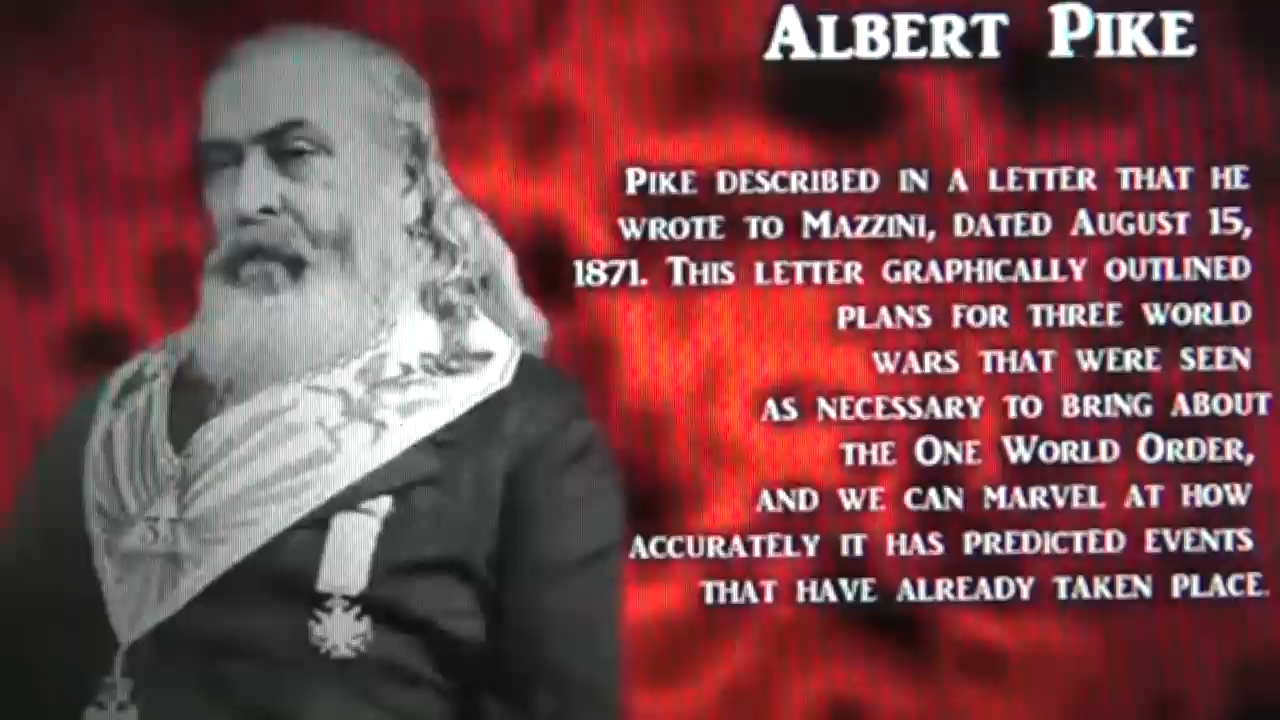 ALBERT PIKE
PIKE DESCRIBED IN A LETTER THAT HE
WROTE TO MAZZINI, DATED AUGUST 15,
1871. THIS LETTER GRAPHICALLY OUTLINED
PLANS FOR THREE WORLD
WARS THAT WERE SEEN
AS NECESSARY TO BRING ABOUT
THE ONE WORLD ORDER,
AND WE CAN MARVEL AT HOW
ACCURATELY IT HAS PREDICTED EVENTS
THAT HAVE ALREADY TAKEN PLACE.
33